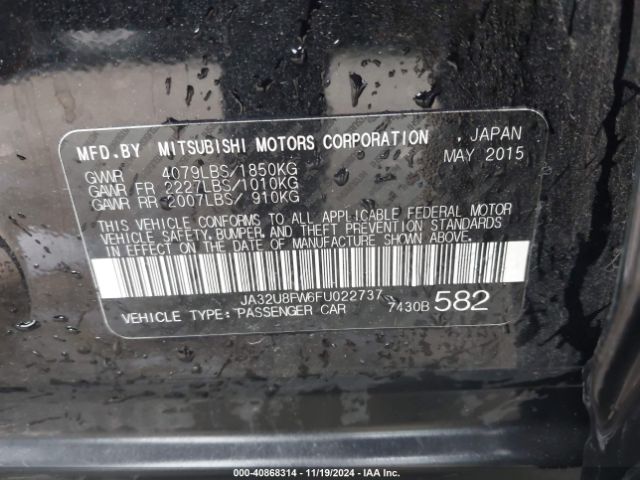 MFD.BY MITSUBISHI MOTORS CORPORATION , JAPAN
MAY 2015
GVWR 4079LBS/1850KG
GAWR FR 2227LBS/1010KG
GAWR RR 2007LBS/ 910KG
THIS VEHICLE CONFORMS TO ALL APPLICABLE FEDERAL MOTOR
VEHICLE SAFETY, BUMPER, AND THEFT PREVENTION STANDARDS
IN EFFECT ON THE DATE OF MANUFACTURE SHOWN ABOVE.
JA32U8FW6FU022737
VEHICLE TYPE: PASSENGER CAR 7430B 582
000-40868314 - 11/19/2024 - IAA Inc.